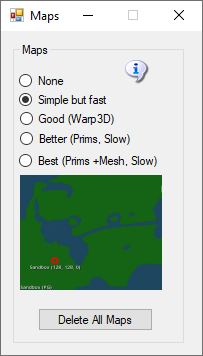 Maps
Maps
None
Simple but fast
Good (Warp3D)
Better (Prims, Slow)
Best (Prims +Mesh, Slow)
Sandbox (128, 128, 0)
Sandbox (PG)
Delete All Maps